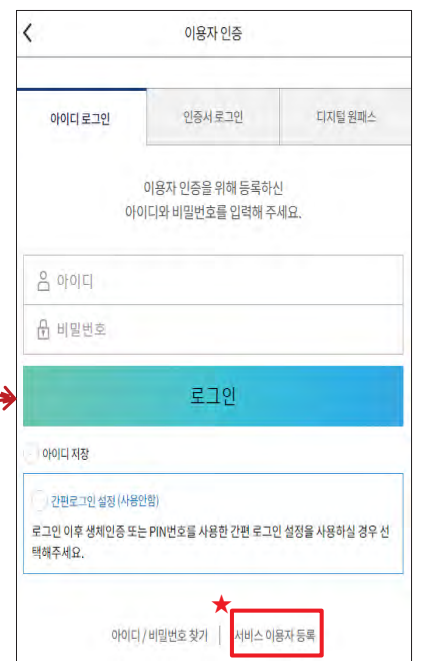 이용자 인증
아이디 로그인
인증서 로그인
디지털 원패스
이용자 인증을 위해 등록하신
아이디와 비밀번호를 입력해 주세요.
아이디
비밀번호
로그인
아이디 저장
간편로그인 설정 (사용안함)
로그인 이후 생체인증 또는 PIN번호를 사용한 간편 로그인 설정을 사용하실 경우 선
택해주세요.
아이디 / 비밀번호 찾기 | 서비스 이용자 등록